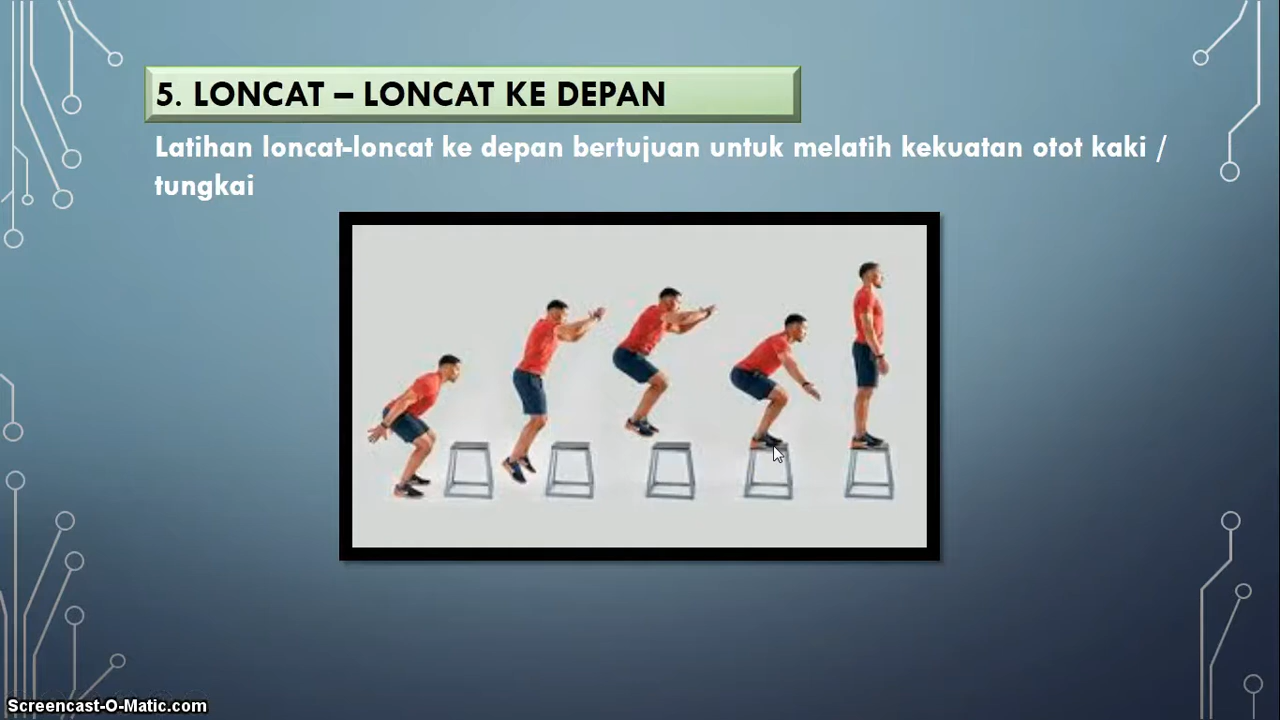 5. LONCAT – LONCAT KE DEPAN
Latihan loncat-loncat ke depan bertujuan untuk melatih kekuatan otot kaki /
tungkai
Screencast-O-Matic.com